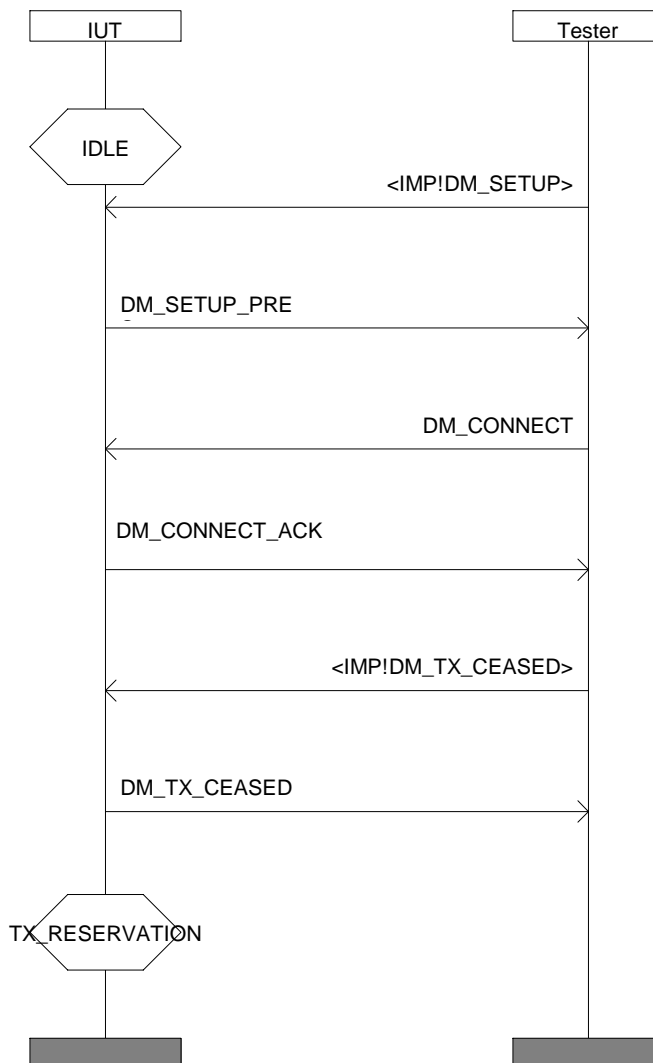 IUT
Tester
IDLE
<IMP!DM_SETUP>
DM_SETUP_PRE
DM_CONNECT
DM_CONNECT_ACK
<IMP!DM_TX_CEASED>
DM_TX_CEASED
TX_RESERVATION